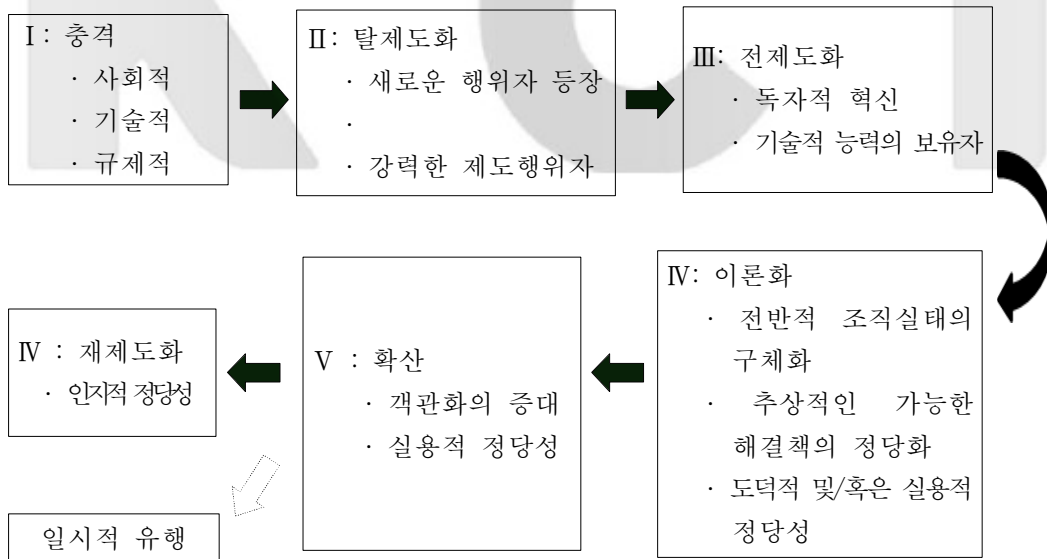 Ⅰ: 충격
· 사회적
· 기술적
· 규제적
Ⅱ: 탈제도화
· 새로운 행위자 등장
·
· 강력한 제도행위자
Ⅲ: 전제도화
· 독자적 혁신
· 기술적 능력의 보유자
Ⅳ: 이론화
· 전반적 조직실태의
구체화
· 추상적인 가능한
해결책의 정당화
· 도덕적 및/혹은 실용적
정당성
Ⅴ : 확산
· 객관화의 증대
· 실용적 정당성
Ⅳ : 재제도화
· 인지적 정당성
일시적 유행